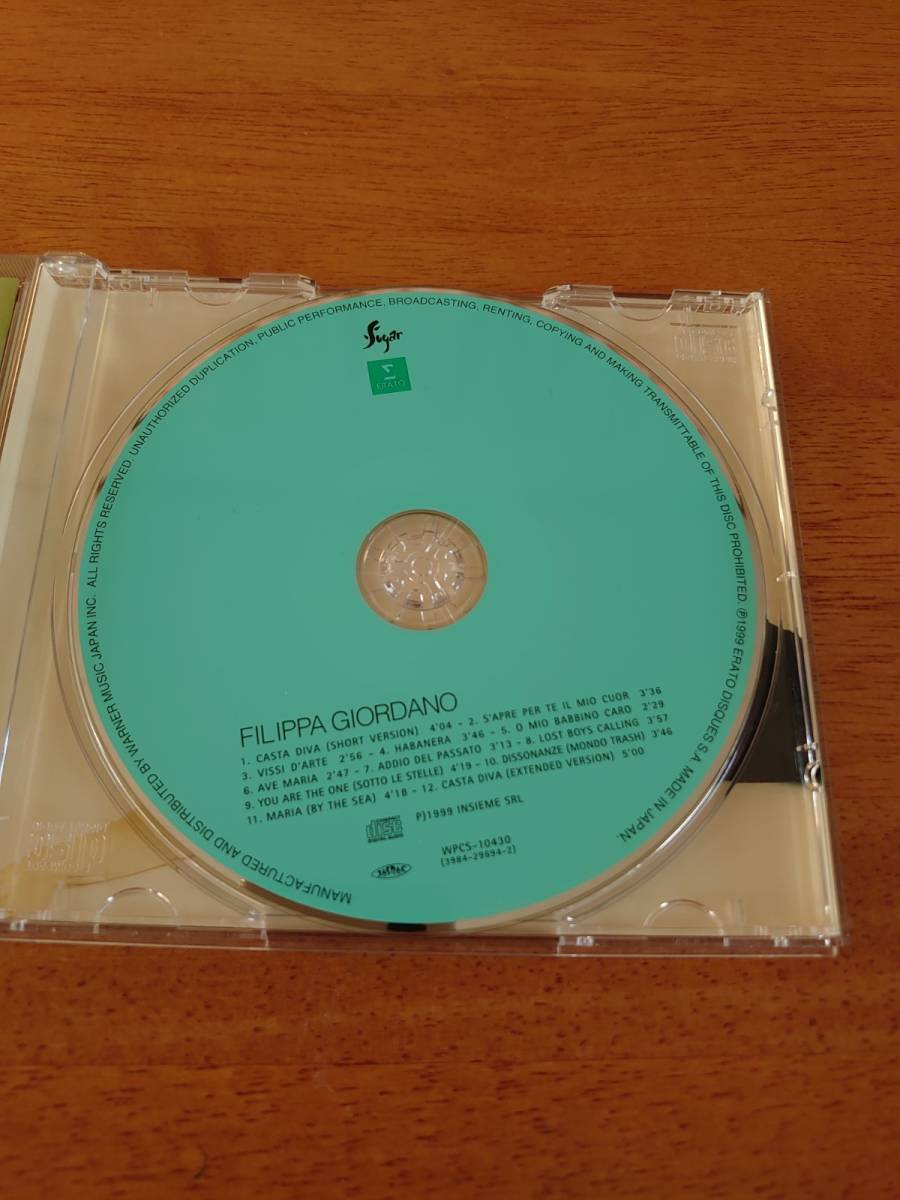 Sugar
ERATO
MANUFACTURED AND DISTRIBUTED BY WARNER MUSIC JAPAN INC. ALL RIGHTS RESERVED. UNAUTHORIZED DUPLICATION, PUBLIC PERFORMANCE, BROADCASTING, RENTING, COPYING AND MAKING TRANSMITTABLE OF THIS DISC PROHIBITED. ℗1999 ERATO DISQUES S.A. MADE IN JAPAN.
FILIPPA GIORDANO
1. CASTA DIVA (SHORT VERSION) 4'04 - 2. S'APRE PER TE IL MIO CUOR 3'36
3. VISSI D'ARTE 2'56 - 4. HABANERA 3'46 - 5. O MIO BABBINO CARO 2'29
6. AVE MARIA 2'47 - 7. ADDIO DEL PASSATO 3'13 - 8. LOST BOYS CALLING 3'57
9. YOU ARE THE ONE (SOTTO LE STELLE) 4'19 - 10. DISSONANZE (MONDO TRASH) 3'46
11. MARIA (BY THE SEA) 4'18 - 12. CASTA DIVA (EXTENDED VERSION) 5'00
COMPACT
disc
DIGITAL AUDIO
P)1999 INSIEME SRL
JASRAC
WPCS-10430
(3984-29694-2)